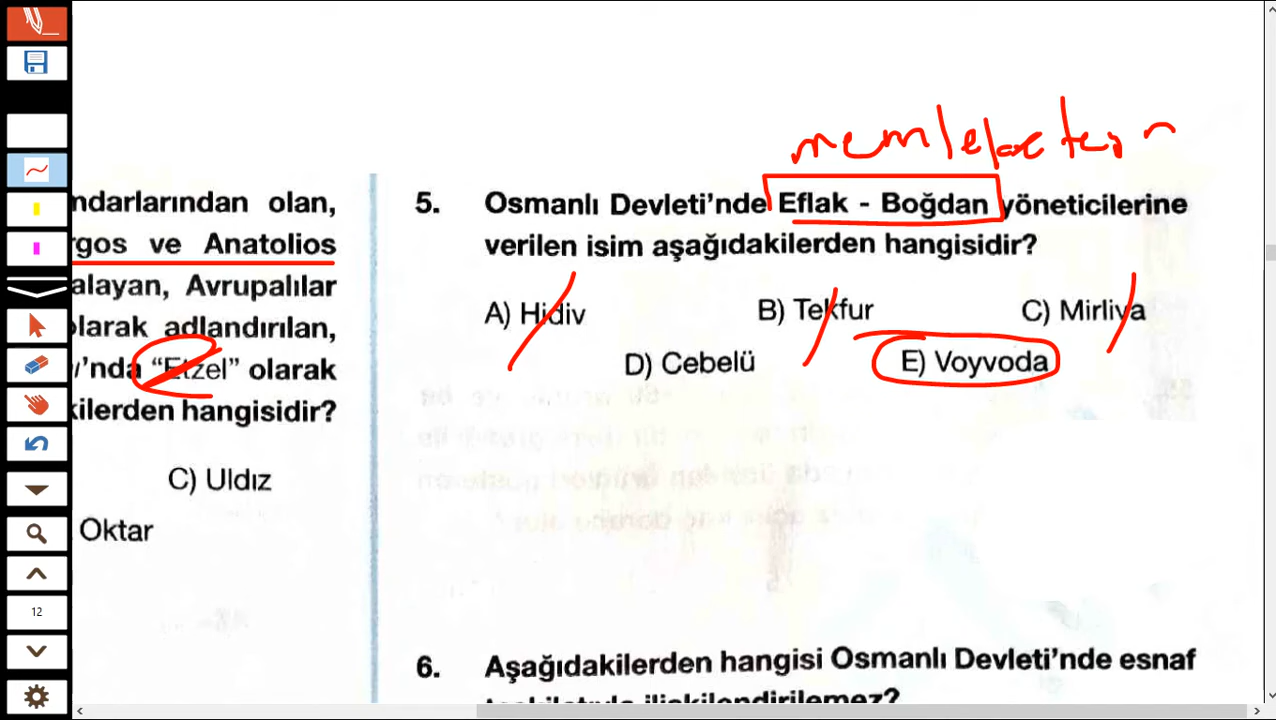 ndarlarından olan,
rgos ve Anatolios
alayan, Avrupalılar
olarak adlandırılan,
'nda "Etzel" olarak
kilerden hangisidir?
C) Uldız
Oktar
5. Osmanlı Devleti'nde Eflak - Boğdan yöneticilerine
verilen isim aşağıdakilerden hangisidir?
A) Hidiv B) Tekfur C) Mirliva
D) Cebelü E) Voyvoda
6. Aşağıdakilerden hangisi Osmanlı Devleti'nde esnaf
teşkilatıyla ilişkilendirilemez?
12